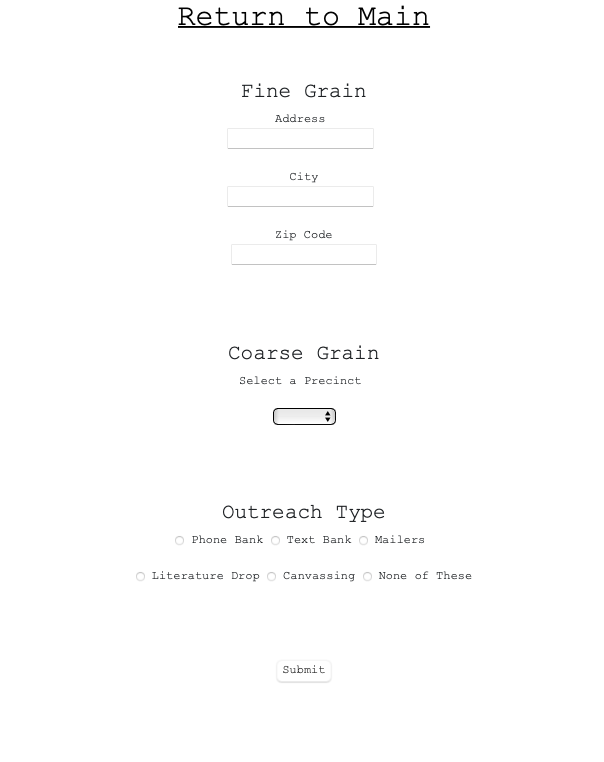 Return to Main
Fine Grain
Address
City
Zip Code
Coarse Grain
Select a Precinct
Outreach Type
Phone Bank Text Bank Mailers
Literature Drop Canvassing None of These
Submit